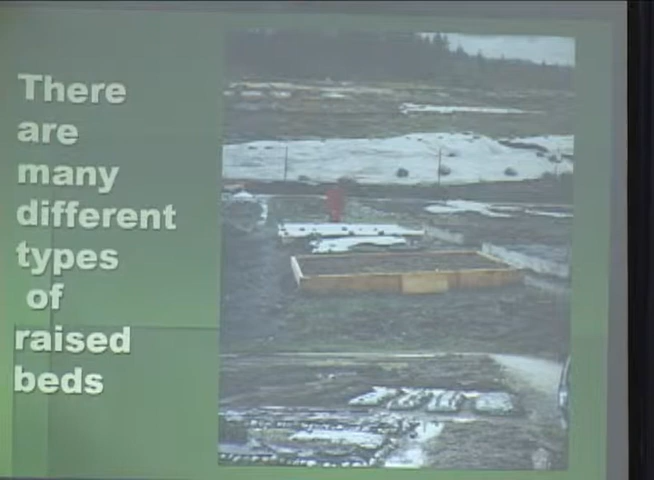 There
are
many
different
types
of
raised
beds